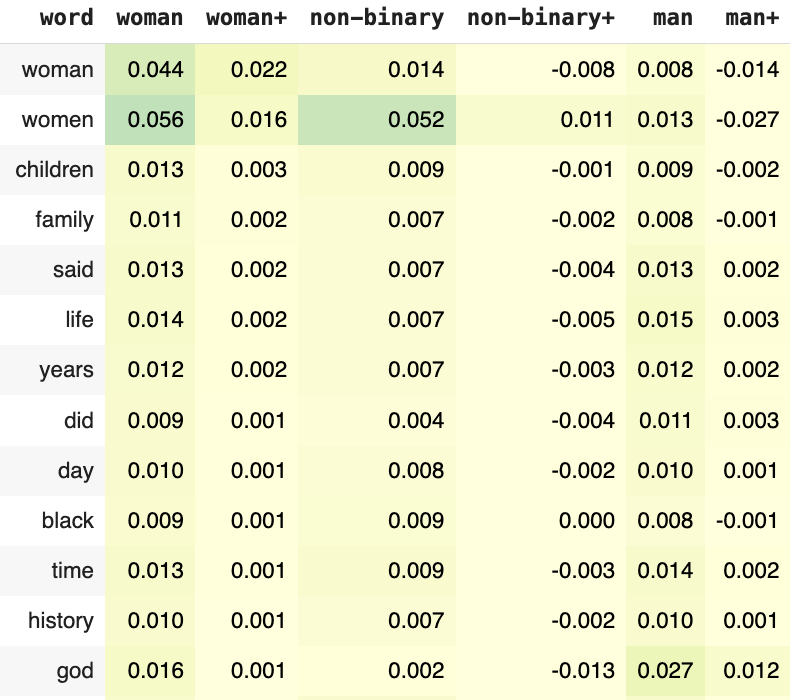 word woman woman+ non-binary non-binary+ man man+
woman 0.044 0.022 0.014 -0.008 0.008 -0.014
women 0.056 0.016 0.052 0.011 0.013 -0.027
children 0.013 0.003 0.009 -0.001 0.009 -0.002
family 0.011 0.002 0.007 -0.002 0.008 -0.001
said 0.013 0.002 0.007 -0.004 0.013 0.002
life 0.014 0.002 0.007 -0.005 0.015 0.003
years 0.012 0.002 0.007 -0.003 0.012 0.002
did 0.009 0.001 0.004 -0.004 0.011 0.003
day 0.010 0.001 0.008 -0.002 0.010 0.001
black 0.009 0.001 0.009 0.000 0.008 -0.001
time 0.013 0.001 0.009 -0.003 0.014 0.002
history 0.010 0.001 0.007 -0.002 0.010 0.001
god 0.016 0.001 0.002 -0.013 0.027 0.012